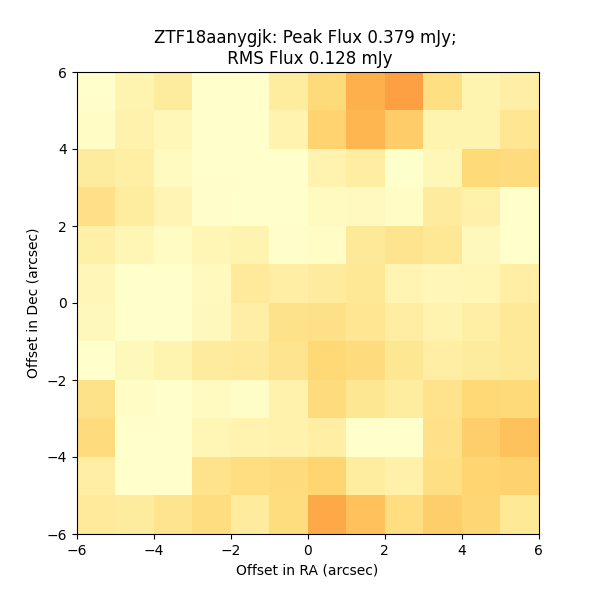 ZTF18aanygjk: Peak Flux 0.379 mJy;
RMS Flux 0.128 mJy
6
4
2
0
−2
−4
−6
Offset in Dec (arcsec)
−6 −4 −2 0 2 4 6
Offset in RA (arcsec)